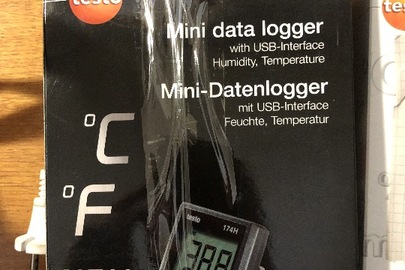 testo
Mini data logger
with USB-Interface
Humidity, Temperature
Mini-Datenlogger
mit USB-Interface
Feuchte, Temperatur
°C
°F
testo
174H